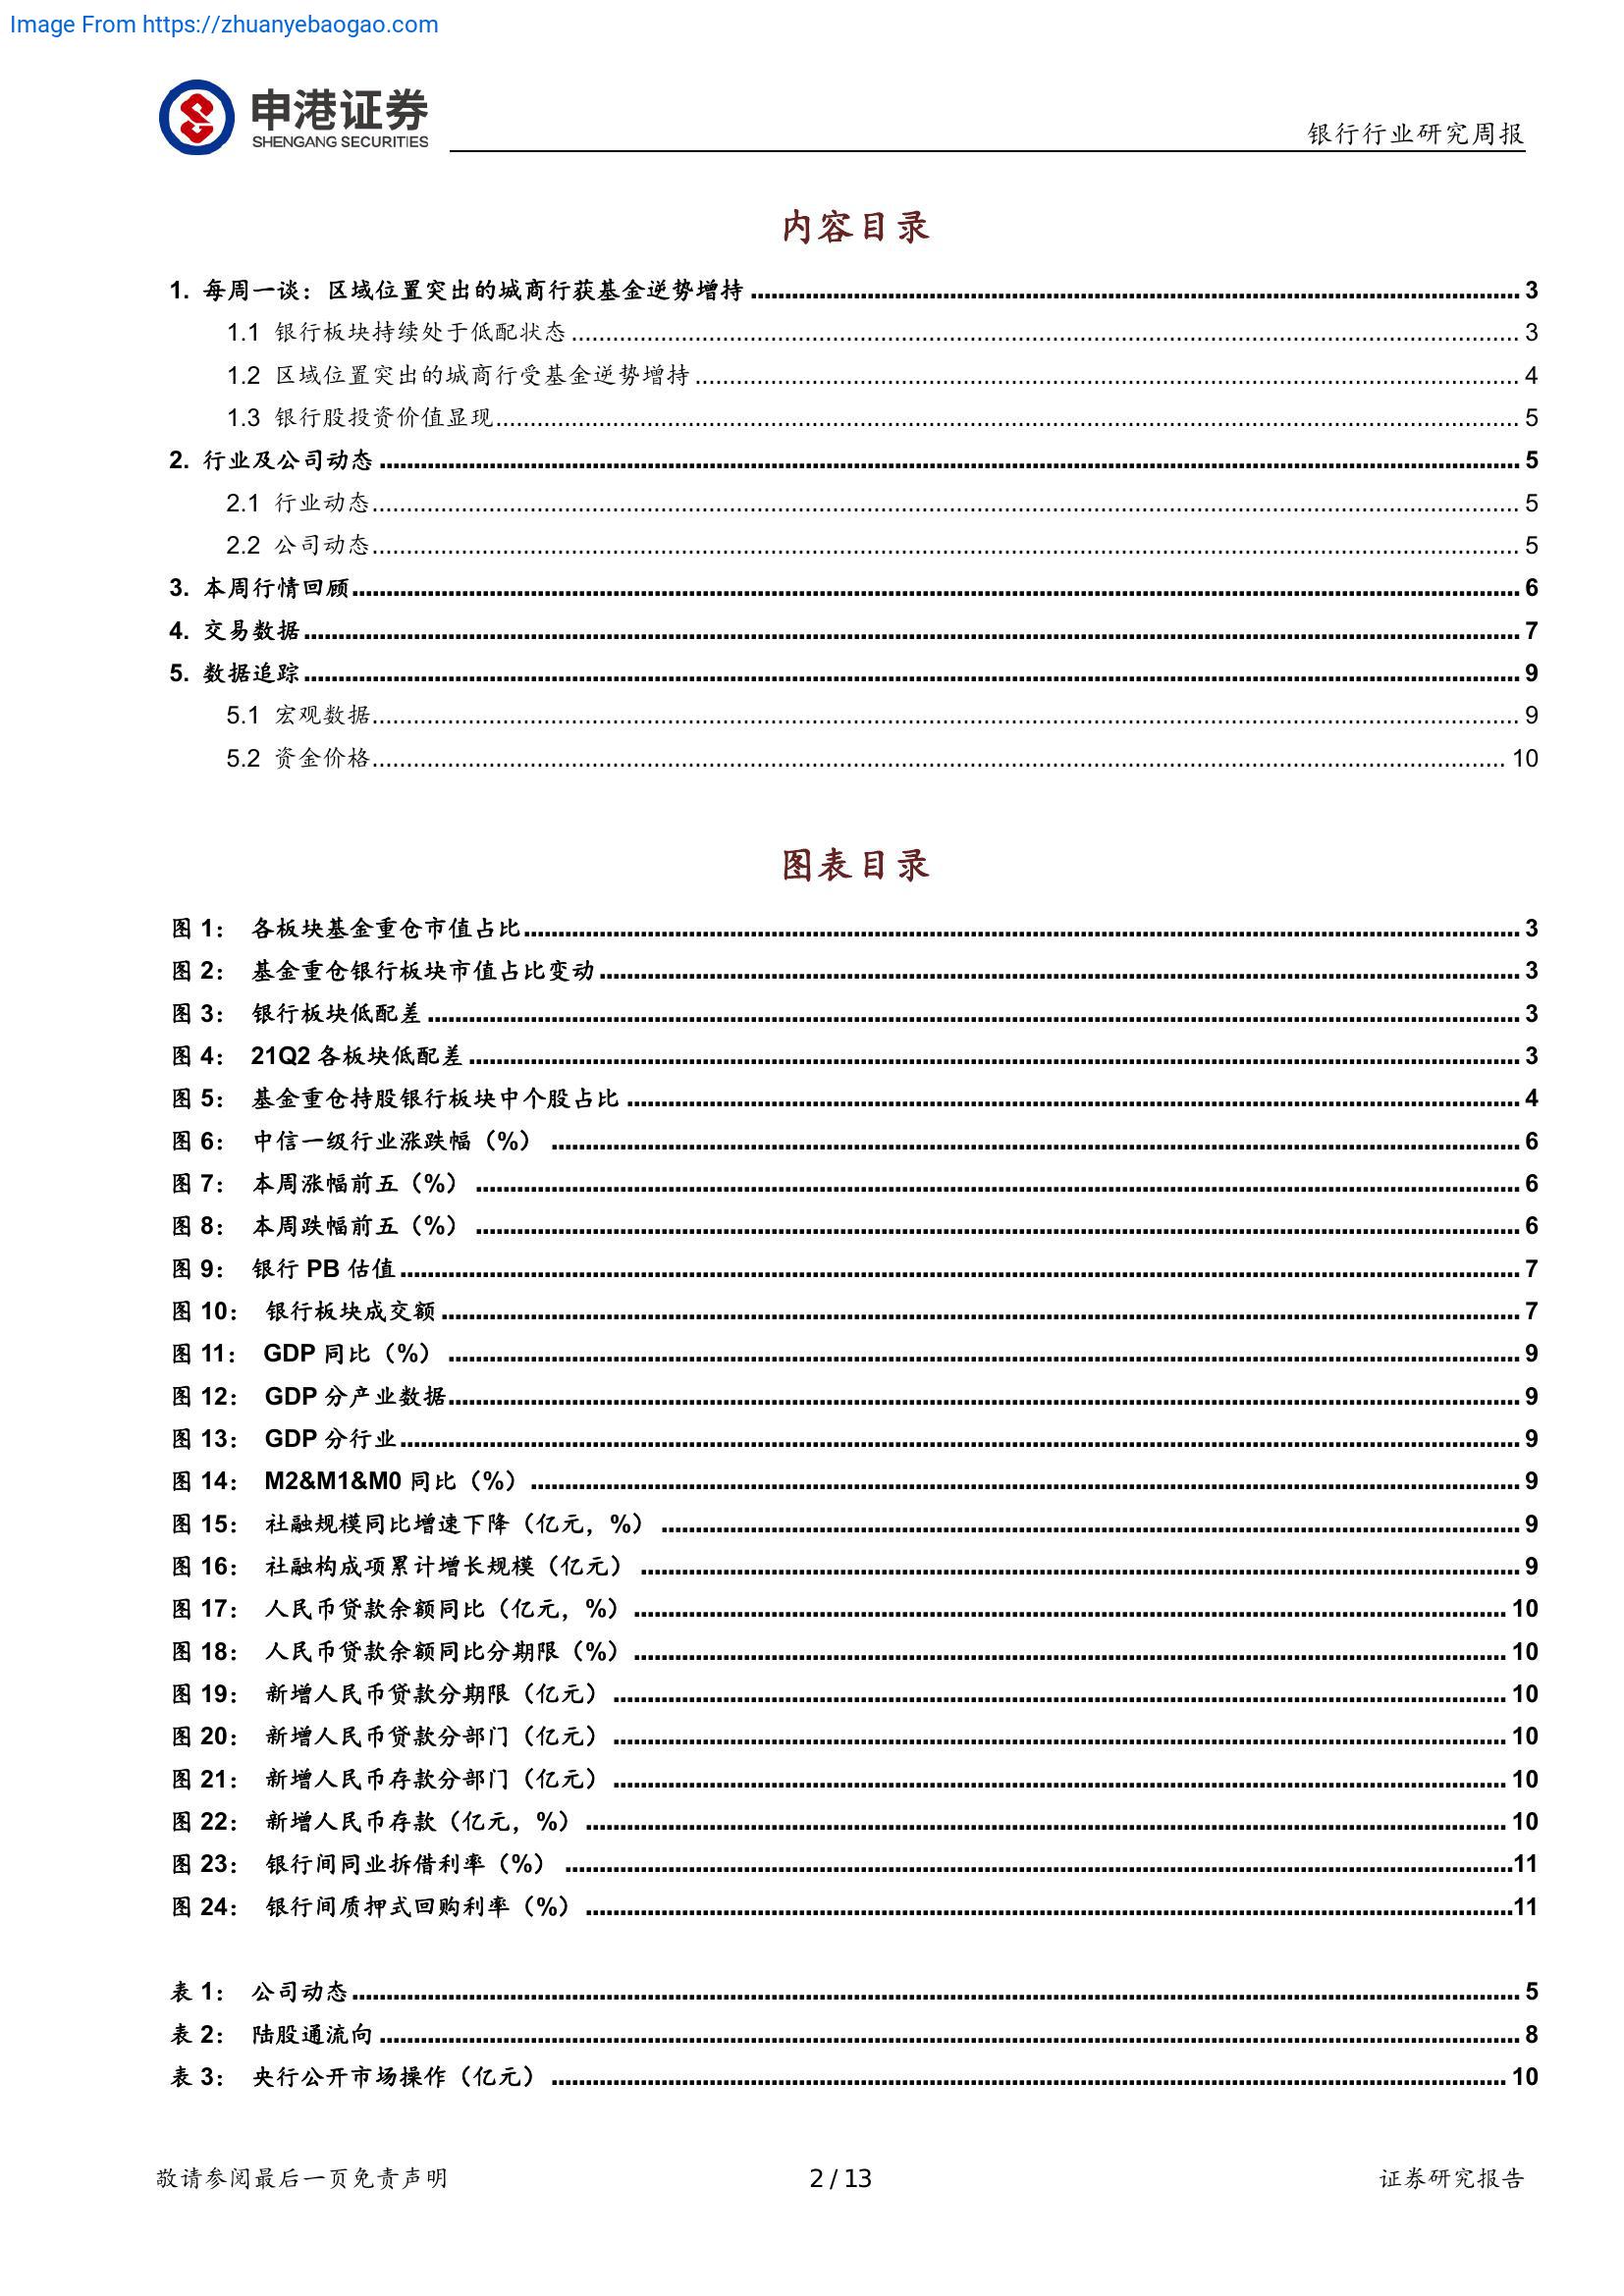 Image From https://zhuanyebaogao.com
申港证券
SHENGANG SECURITIES
银行行业研究周报
内容目录
1. 每周一谈：区域位置突出的城商行获基金逆势增持 3
1.1 银行板块持续处于低配状态 3
1.2 区域位置突出的城商行受基金逆势增持 4
1.3 银行股投资价值显现 5
2. 行业及公司动态 5
2.1 行业动态 5
2.2 公司动态 5
3. 本周行情回顾 6
4. 交易数据 7
5. 数据追踪 9
5.1 宏观数据 9
5.2 资金价格 10
图表目录
图 1： 各板块基金重仓市值占比 3
图 2： 基金重仓银行板块市值占比变动 3
图 3： 银行板块低配差 3
图 4： 21Q2 各板块低配差 3
图 5： 基金重仓持股银行板块中个股占比 4
图 6： 中信一级行业涨跌幅（%） 6
图 7： 本周涨幅前五（%） 6
图 8： 本周跌幅前五（%） 6
图 9： 银行 PB 估值 7
图 10： 银行板块成交额 7
图 11： GDP 同比（%） 9
图 12： GDP 分产业数据 9
图 13： GDP 分行业 9
图 14： M2&M1&M0 同比（%） 9
图 15： 社融规模同比增速下降（亿元，%） 9
图 16： 社融构成项累计增长规模（亿元） 9
图 17： 人民币贷款余额同比（亿元，%） 10
图 18： 人民币贷款余额同比分期限（%） 10
图 19： 新增人民币贷款分期限（亿元） 10
图 20： 新增人民币贷款分部门（亿元） 10
图 21： 新增人民币存款分部门（亿元） 10
图 22： 新增人民币存款（亿元，%） 10
图 23： 银行间同业拆借利率（%） 11
图 24： 银行间质押式回购利率（%） 11
表 1： 公司动态 5
表 2： 陆股通流向 8
表 3： 央行公开市场操作（亿元） 10
敬请参阅最后一页免责声明
2 / 13
证券研究报告